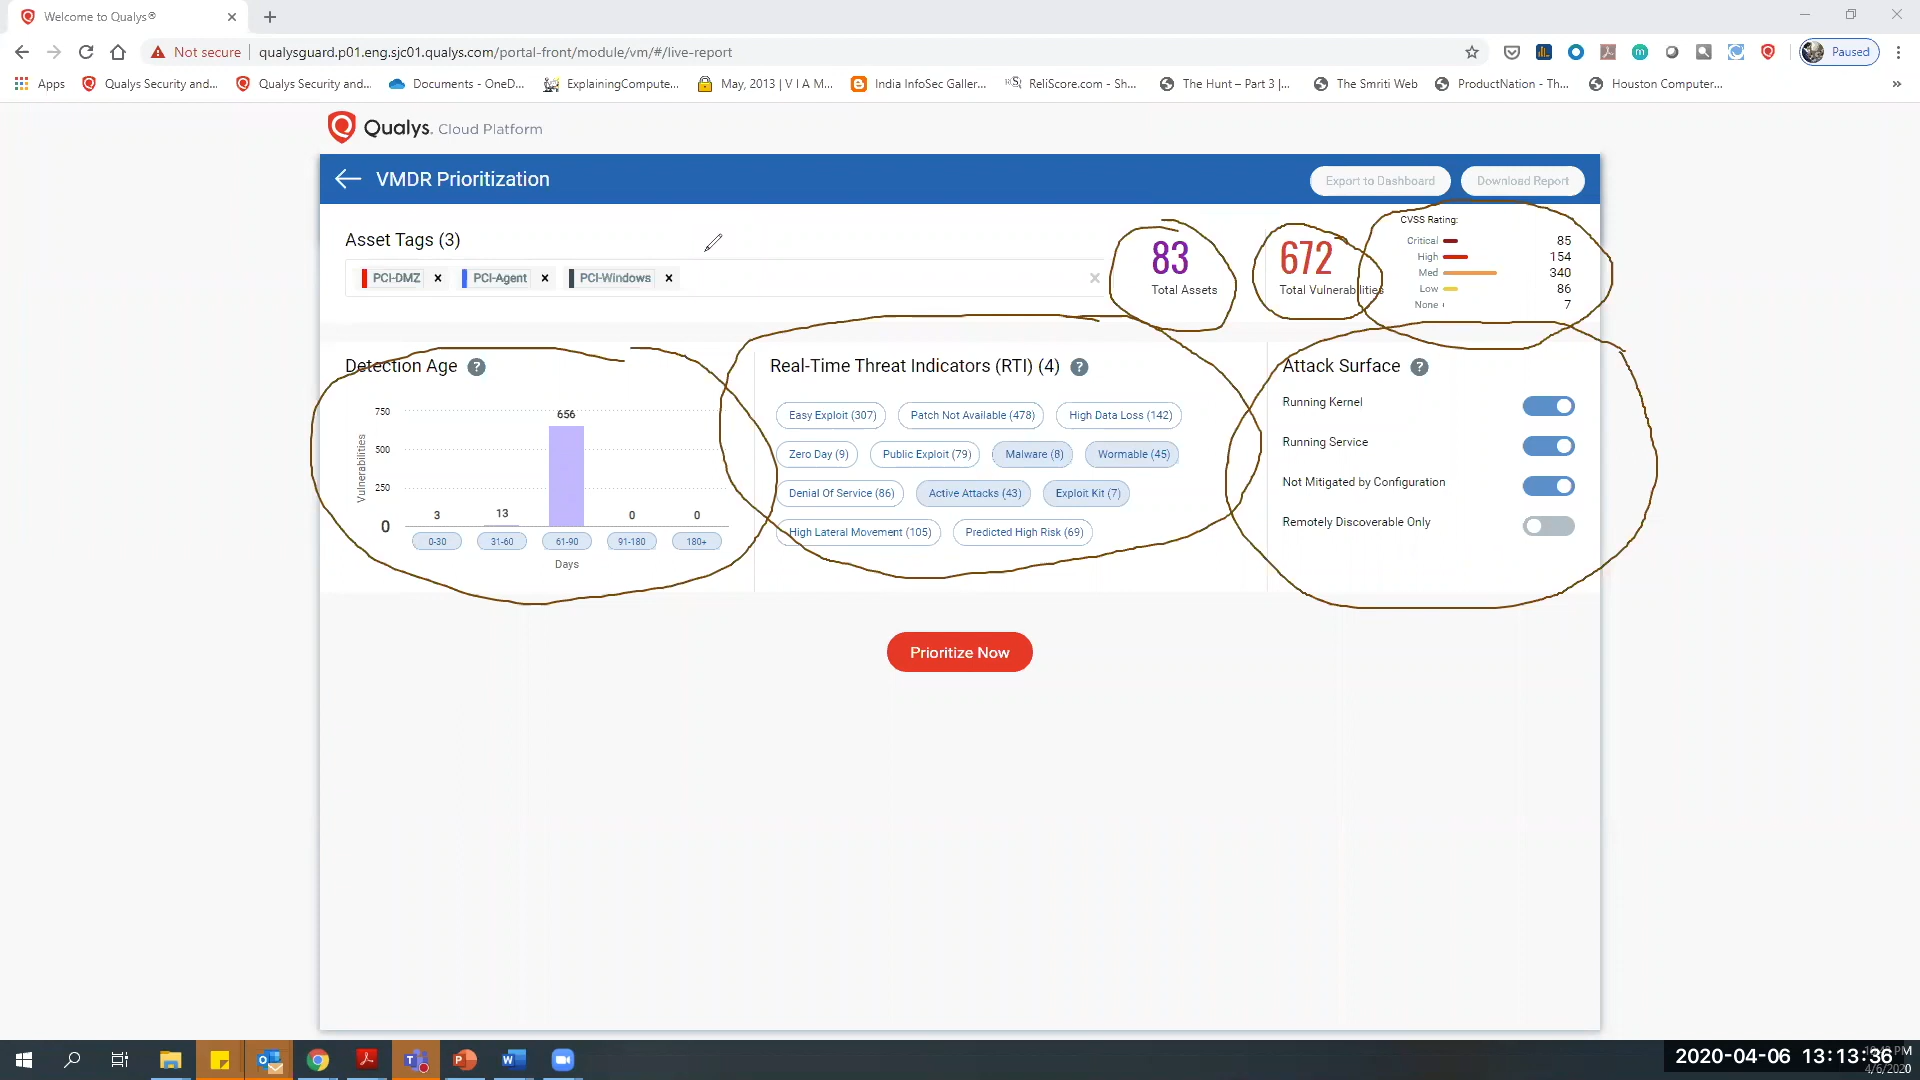 Welcome to Qualys®
Not secure qualysguard.p01.eng.sjc01.qualys.com/portal-front/module/vm/#/live-report Paused
Apps Qualys Security and... Qualys Security and... Documents - OneD... ExplainingCompute... May, 2013 | V I A M... India InfoSec Galler... ReliScore.com - Sh... The Hunt – Part 3 |... The Smriti Web ProductNation - Th... Houston Computer... »
Qualys. Cloud Platform
VMDR Prioritization Export to Dashboard Download Report
Asset Tags (3)
PCI-DMZ PCI-Agent PCI-Windows
83
Total Assets
672
Total Vulnerabilities
CVSS Rating:
Critical 85
High 154
Med 340
Low 86
None 7
Detection Age ?
Vulnerabilities
750
500
250
0
3 13 656 0 0
0-30 31-60 61-90 91-180 180+
Days
Real-Time Threat Indicators (RTI) (4) ?
Easy Exploit (307) Patch Not Available (478) High Data Loss (142)
Zero Day (9) Public Exploit (79) Malware (8) Wormable (45)
Denial Of Service (86) Active Attacks (43) Exploit Kit (7)
High Lateral Movement (105) Predicted High Risk (69)
Attack Surface ?
Running Kernel
Running Service
Not Mitigated by Configuration
Remotely Discoverable Only
Prioritize Now
2020-04-06 13:13:36
4/6/2020